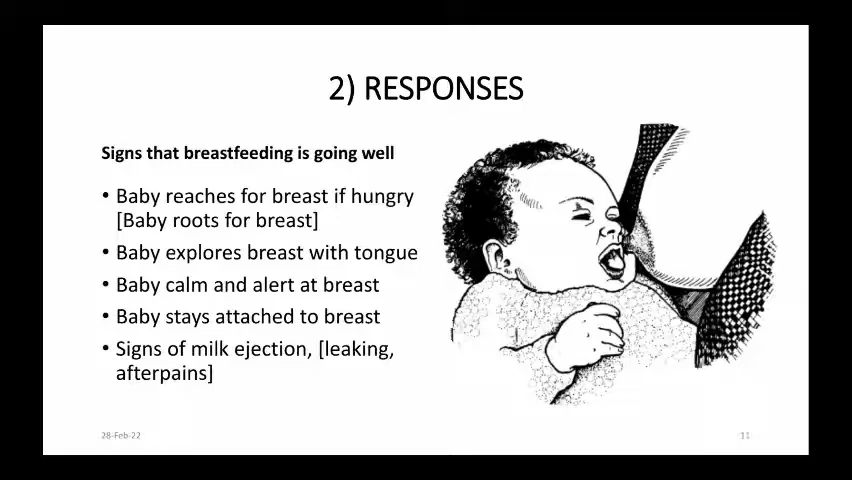 2) RESPONSES
Signs that breastfeeding is going well
• Baby reaches for breast if hungry
[Baby roots for breast]
• Baby explores breast with tongue
• Baby calm and alert at breast
• Baby stays attached to breast
• Signs of milk ejection, [leaking,
afterpains]
28-Feb-22
11